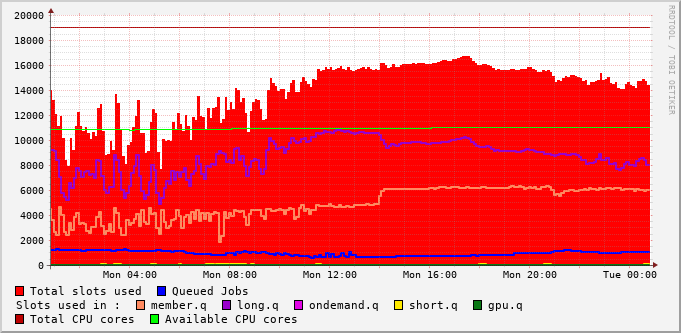 20000
18000
16000
14000
12000
10000
8000
6000
4000
2000
0
Mon 04:00 Mon 08:00 Mon 12:00 Mon 16:00 Mon 20:00 Tue 00:00
RRDTOOL / TOBI OETIKER
Total slots used Queued Jobs
Slots used in : member.q long.q ondemand.q short.q gpu.q
Total CPU cores Available CPU cores